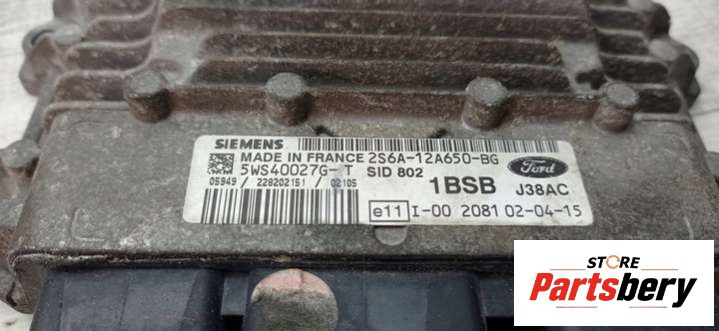 SIEMENS
MADE IN FRANCE 2S6A-12A650-BG
5WS40027G-T SID 802
05949 / 228202151 / 02105
1BSB J38AC
Ford
e11 I-00 2081 02-04-15
STORE
Partsbery